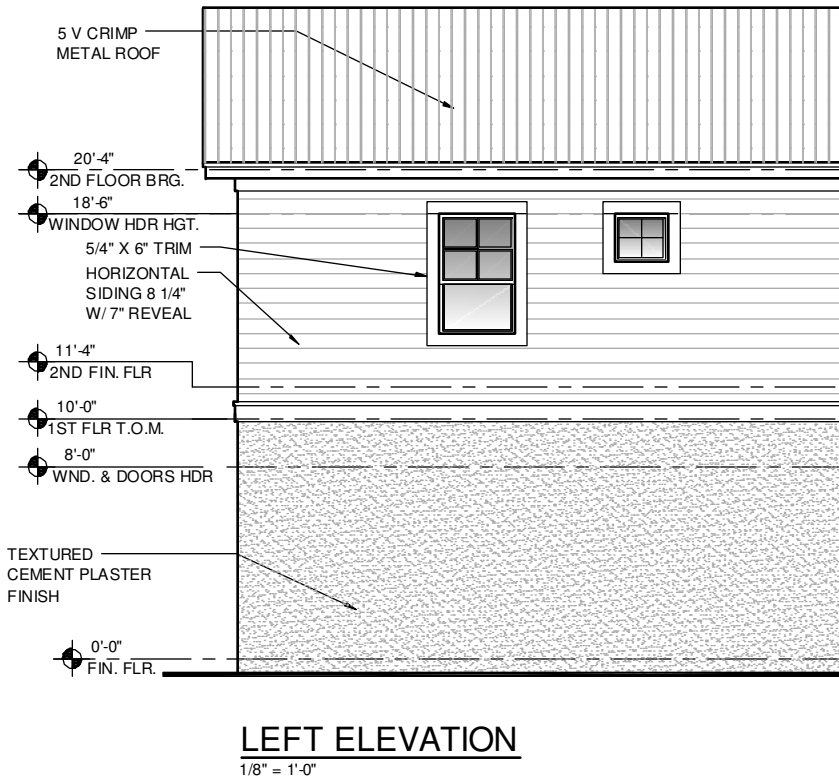 5 V CRIMP
METAL ROOF
20'-4"
2ND FLOOR BRG.
18'-6"
WINDOW HDR HGT.
5/4" X 6" TRIM
HORIZONTAL
SIDING 8 1/4"
W/ 7" REVEAL
11'-4"
2ND FIN. FLR
10'-0"
1ST FLR T.O.M.
8'-0"
WND. & DOORS HDR
TEXTURED
CEMENT PLASTER
FINISH
0'-0"
FIN. FLR.
LEFT ELEVATION
1/8" = 1'-0"